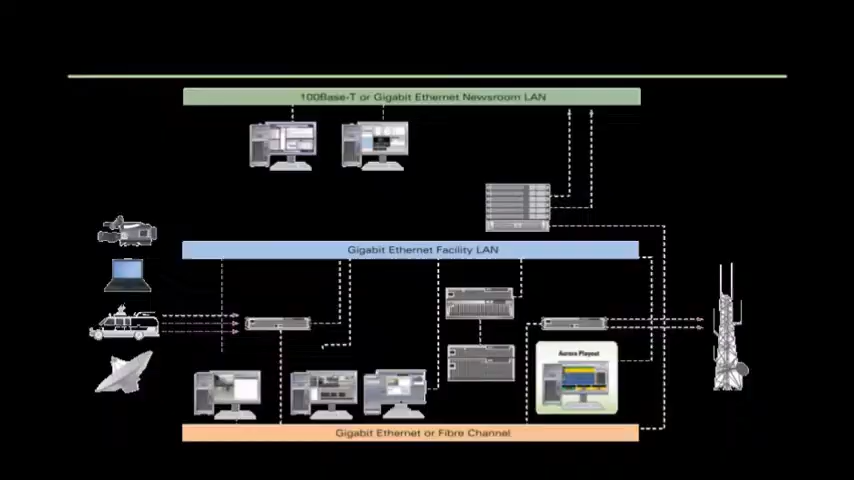 100Base-T or Gigabit Ethernet Newsroom LAN
Gigabit Ethernet Facility LAN
Aurora Playout
Gigabit Ethernet or Fibre Channel